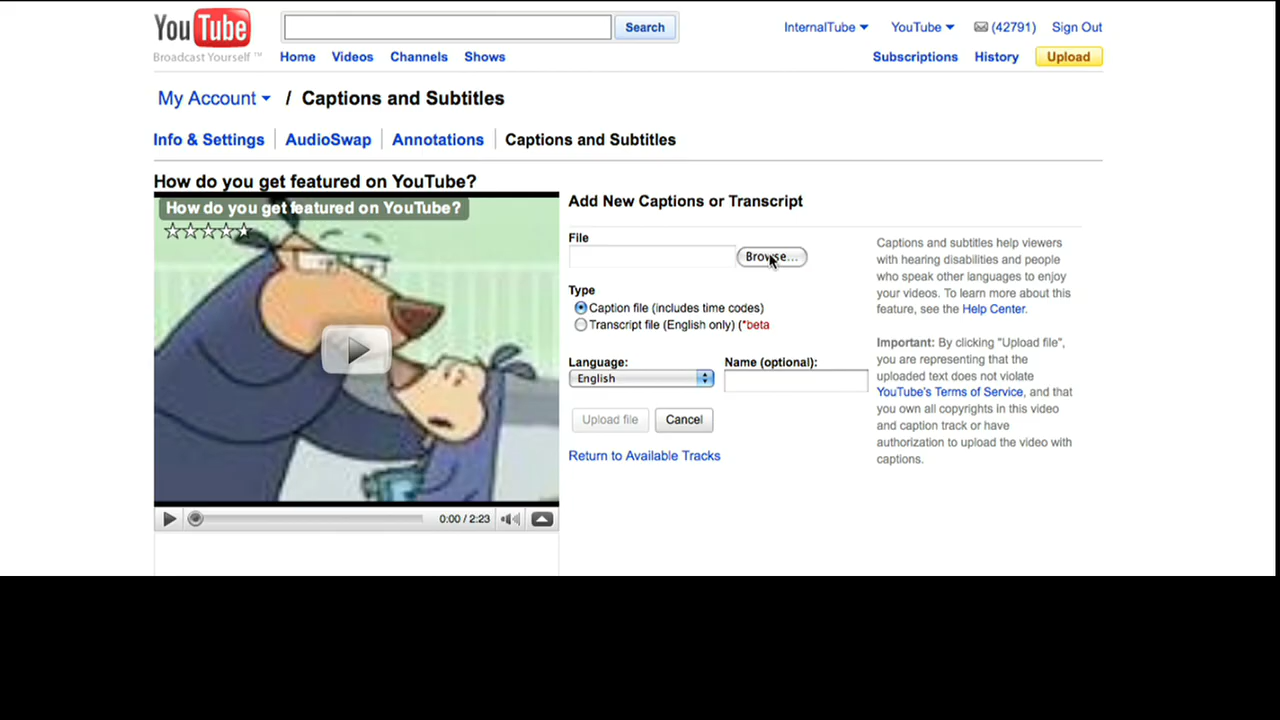 YouTube
Broadcast Yourself ™
Search
InternalTube
YouTube
(42791)
Sign Out
Home
Videos
Channels
Shows
Subscriptions
History
Upload
My Account / Captions and Subtitles
Info & Settings
AudioSwap
Annotations
Captions and Subtitles
How do you get featured on YouTube?
How do you get featured on YouTube?
0:00 / 2:23
Add New Captions or Transcript
File
Browse...
Type
Caption file (includes time codes)
Transcript file (English only) (*beta
Language:
Name (optional):
English
Upload file
Cancel
Return to Available Tracks
Captions and subtitles help viewers
with hearing disabilities and people
who speak other languages to enjoy
your videos. To learn more about this
feature, see the Help Center.
Important: By clicking "Upload file",
you are representing that the
uploaded text does not violate
YouTube's Terms of Service, and that
you own all copyrights in this video
and caption track or have
authorization to upload the video with
captions.